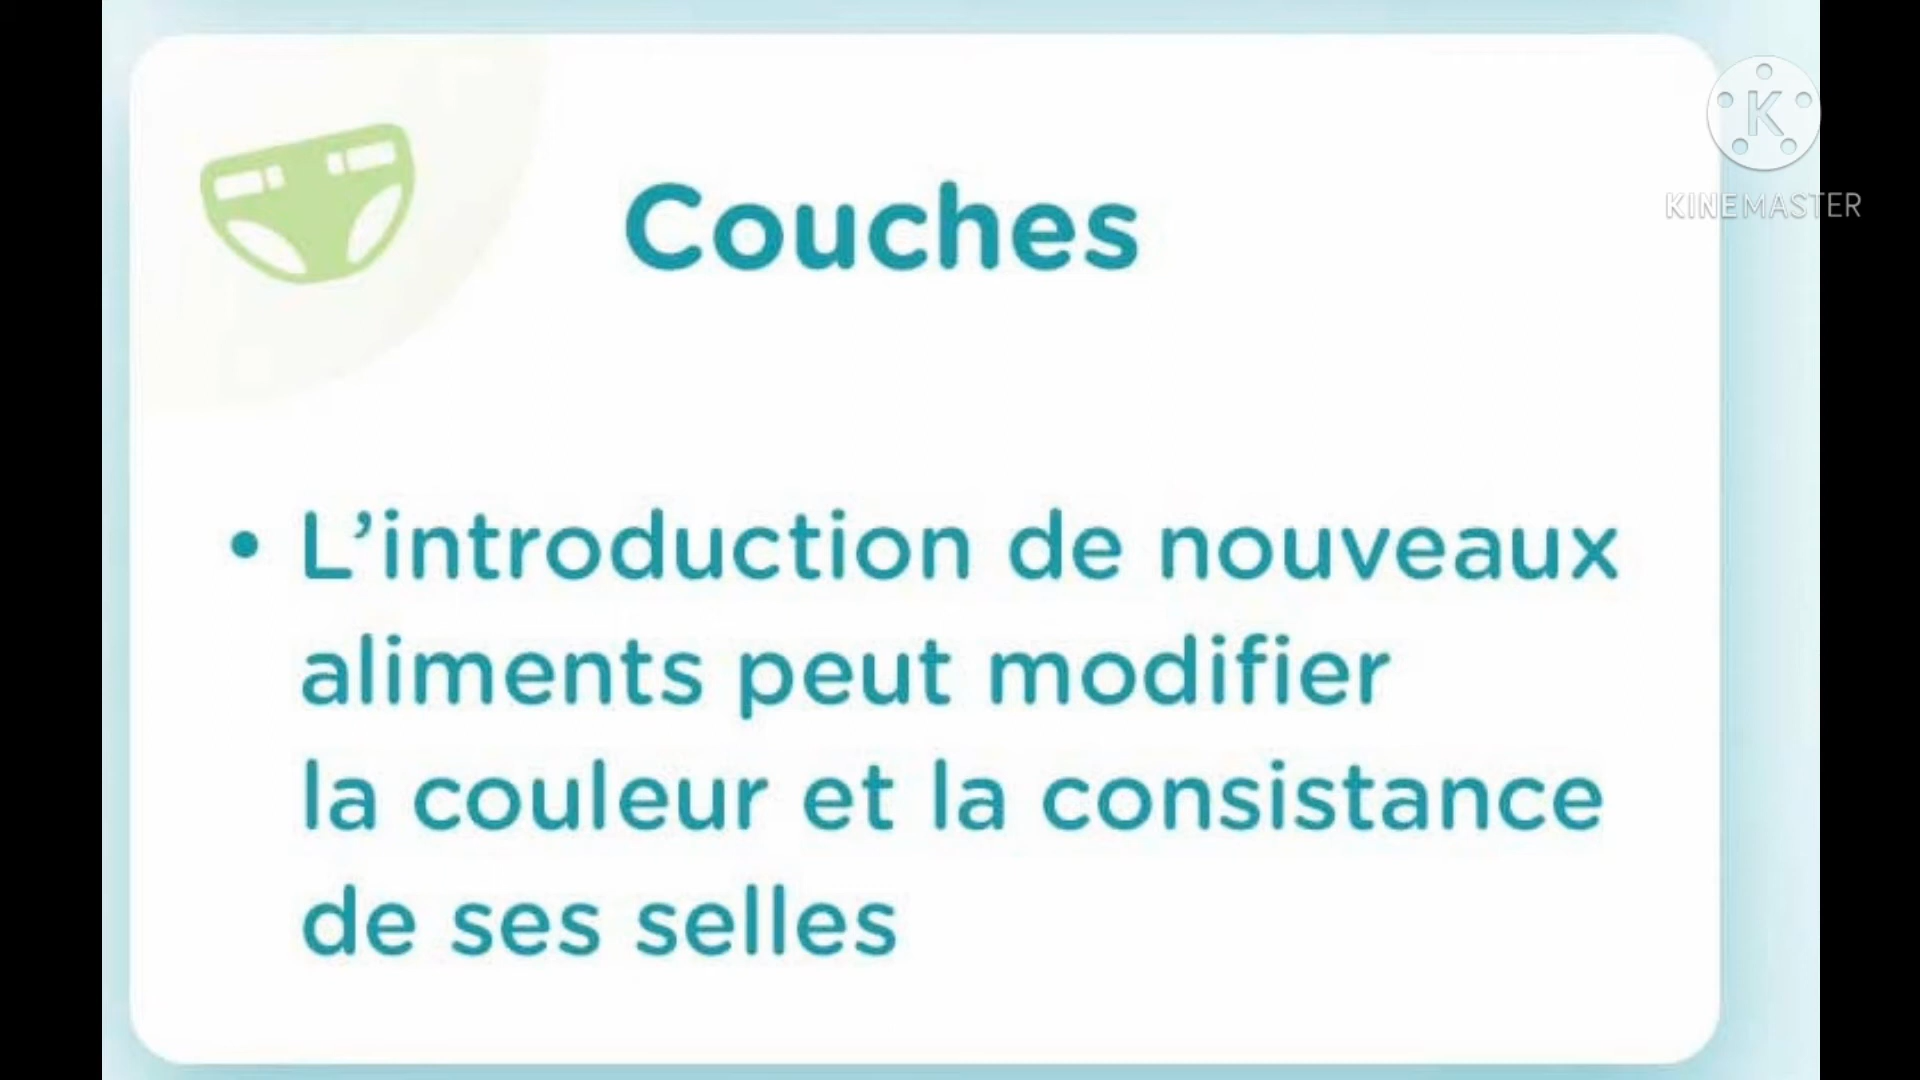 Couches
• L’introduction de nouveaux
aliments peut modifier
la couleur et la consistance
de ses selles
K
KINEMASTER